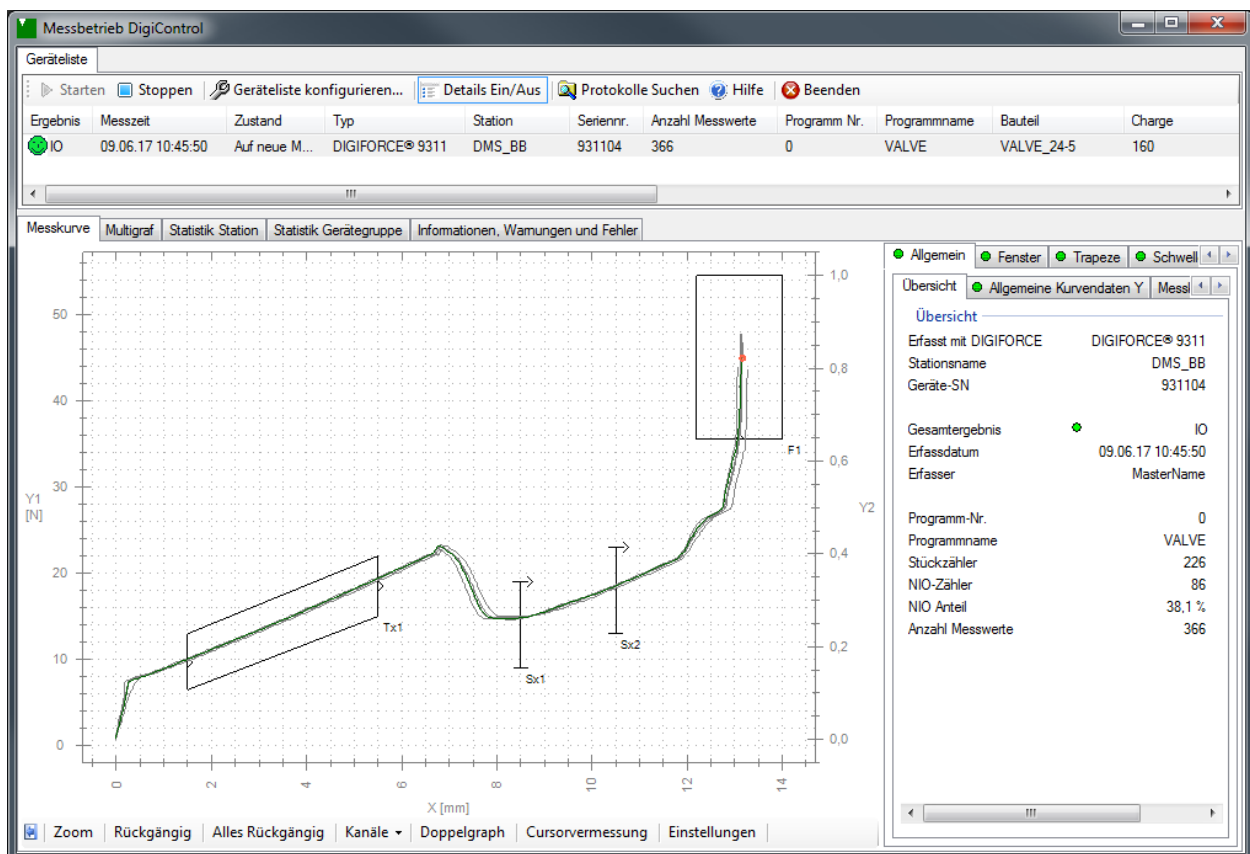 Messbetrieb DigiControl
Geräteliste
Starten Stoppen Geräteliste konfigurieren... Details Ein/Aus Protokolle Suchen Hilfe Beenden
Ergebnis Messzeit Zustand Typ Station Seriennr. Anzahl Messwerte Programm Nr. Programmname Bauteil Charge
IO 09.06.17 10:45:50 Auf neue M... DIGIFORCE® 9311 DMS_BB 931104 366 0 VALVE VALVE_24-5 160
Messkurve Multigraf Statistik Station Statistik Gerätegruppe Informationen, Warnungen und Fehler
50
40
30
20
10
0
Y1
[N]
1,0
0,8
0,6
0,4
0,2
0,0
Y2
F1
Tx1
Sx2
Sx1
0 2 4 6 8 10 12 14
X [mm]
Zoom Rückgängig Alles Rückgängig Kanäle Doppelgraph Cursorvermessung Einstellungen
Allgemein Fenster Trapeze Schwell
Übersicht Allgemeine Kurvendaten Y Messl
Übersicht
Erfasst mit DIGIFORCE DIGIFORCE® 9311
Stationsname DMS_BB
Geräte-SN 931104
Gesamtergebnis IO
Erfassdatum 09.06.17 10:45:50
Erfasser MasterName
Programm-Nr. 0
Programmname VALVE
Stückzähler 226
NIO-Zähler 86
NIO Anteil 38,1 %
Anzahl Messwerte 366